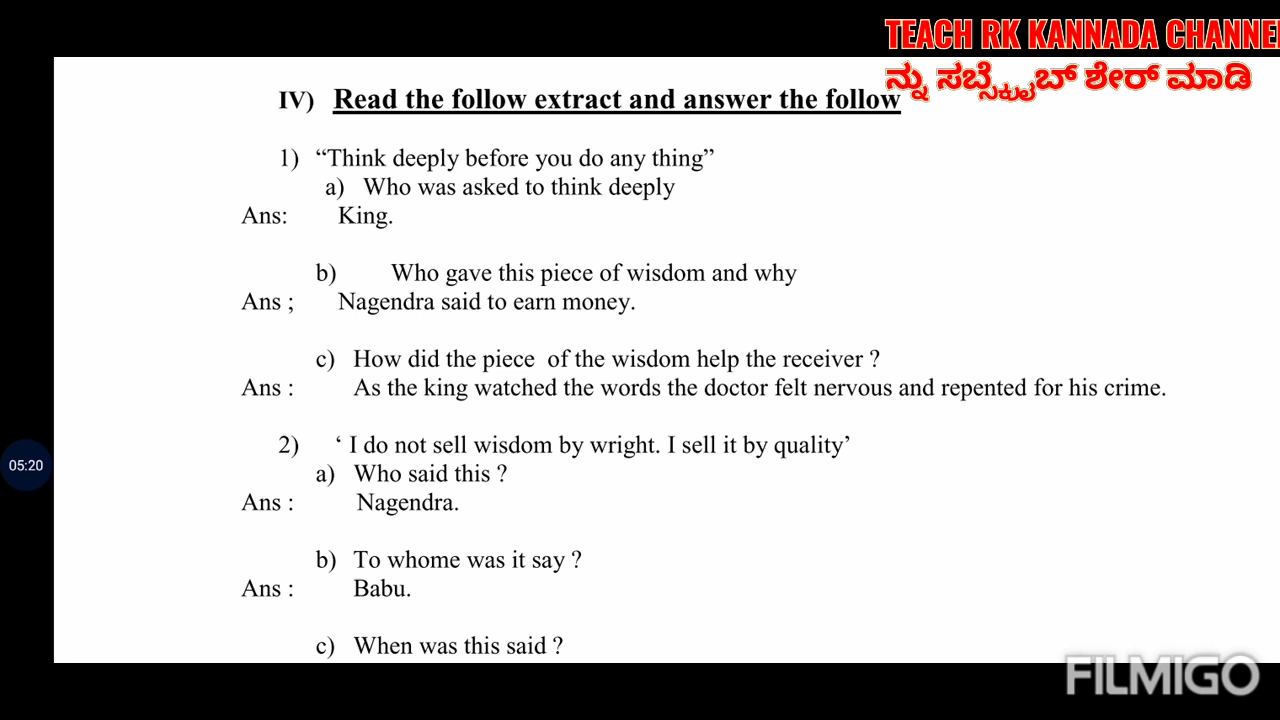 TEACH RK KANNADA CHANNE
ನ್ನು ಸಬ್ಸ್ಕ್ರೈಬ್ ಶೇರ್ ಮಾಡಿ
IV) Read the follow extract and answer the follow
1) “Think deeply before you do any thing”
a) Who was asked to think deeply
Ans: King.
b) Who gave this piece of wisdom and why
Ans ; Nagendra said to earn money.
c) How did the piece of the wisdom help the receiver ?
Ans : As the king watched the words the doctor felt nervous and repented for his crime.
2) ‘ I do not sell wisdom by wright. I sell it by quality’
a) Who said this ?
Ans : Nagendra.
b) To whome was it say ?
Ans : Babu.
c) When was this said ?
05:20
FILMIGO